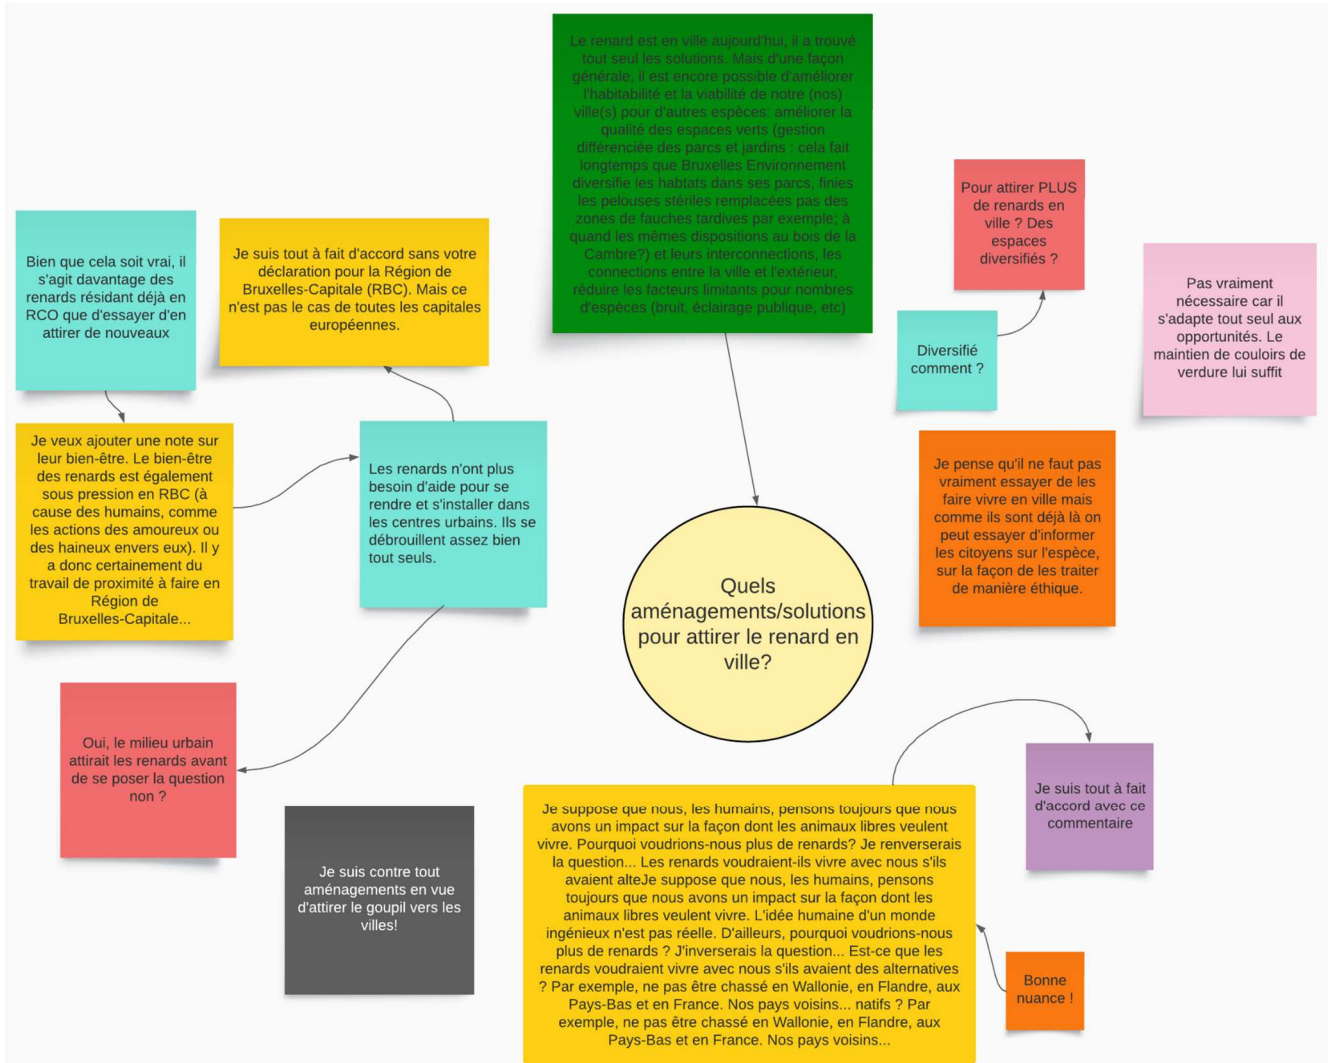 Le renard est en ville aujourd'hui, il a trouvé
tout seul les solutions. Mais d'une façon
générale, il est encore possible d'améliorer
l'habitabilité et la viabilité de notre (nos)
ville(s) pour d'autres espèces: améliorer la
qualité des espaces verts (gestion
différenciée des parcs et jardins : cela fait
longtemps que Bruxelles Environnement
diversifie les habtats dans ses parcs, finies
les pelouses stériles remplacées pas des
zones de fauches tardives par exemple; à
quand les mêmes dispositions au bois de la
Cambre?) et leurs interconnections, les
connections entre la ville et l'extérieur,
réduire les facteurs limitants pour nombres
d'espèces (bruit, éclairage publique, etc)
Bien que cela soit vrai, il
s'agit davantage des
renards résidant déjà en
RCO que d'essayer d'en
attirer de nouveaux
Je suis tout à fait d'accord sans votre
déclaration pour la Région de
Bruxelles-Capitale (RBC). Mais ce
n'est pas le cas de toutes les capitales
européennes.
Pour attirer PLUS
de renards en
ville ? Des
espaces
diversifiés ?
Diversifié
comment ?
Pas vraiment
nécessaire car il
s'adapte tout seul aux
opportunités. Le
maintien de couloirs de
verdure lui suffit
Je veux ajouter une note sur
leur bien-être. Le bien-être
des renards est également
sous pression en RBC (à
cause des humains, comme
les actions des amoureux ou
des haineux envers eux). Il y
a donc certainement du
travail de proximité à faire en
Région de
Bruxelles-Capitale...
Les renards n'ont plus
besoin d'aide pour se
rendre et s'installer dans
les centres urbains. Ils se
débrouillent assez bien
tout seuls.
Je pense qu'il ne faut pas
vraiment essayer de les
faire vivre en ville mais
comme ils sont déjà là on
peut essayer d'informer
les citoyens sur l'espèce,
sur la façon de les traiter
de manière éthique.
Quels
aménagements/solutions
pour attirer le renard en
ville?
Oui, le milieu urbain
attirait les renards avant
de se poser la question
non ?
Je suis contre tout
aménagements en vue
d'attirer le goupil vers les
villes!
Je suppose que nous, les humains, pensons toujours que nous
avons un impact sur la façon dont les animaux libres veulent
vivre. Pourquoi voudrions-nous plus de renards? Je renverserais
la question... Les renards voudraient-ils vivre avec nous s'ils
avaient alteJe suppose que nous, les humains, pensons
toujours que nous avons un impact sur la façon dont les
animaux libres veulent vivre. L'idée humaine d'un monde
ingénieux n'est pas réelle. D'ailleurs, pourquoi voudrions-nous
plus de renards ? J'inverserais la question... Est-ce que les
renards voudraient vivre avec nous s'ils avaient des alternatives
? Par exemple, ne pas être chassé en Wallonie, en Flandre, aux
Pays-Bas et en France. Nos pays voisins... natifs ? Par
exemple, ne pas être chassé en Wallonie, en Flandre, aux
Pays-Bas et en France. Nos pays voisins...
Je suis tout à fait
d'accord avec ce
commentaire
Bonne
nuance !